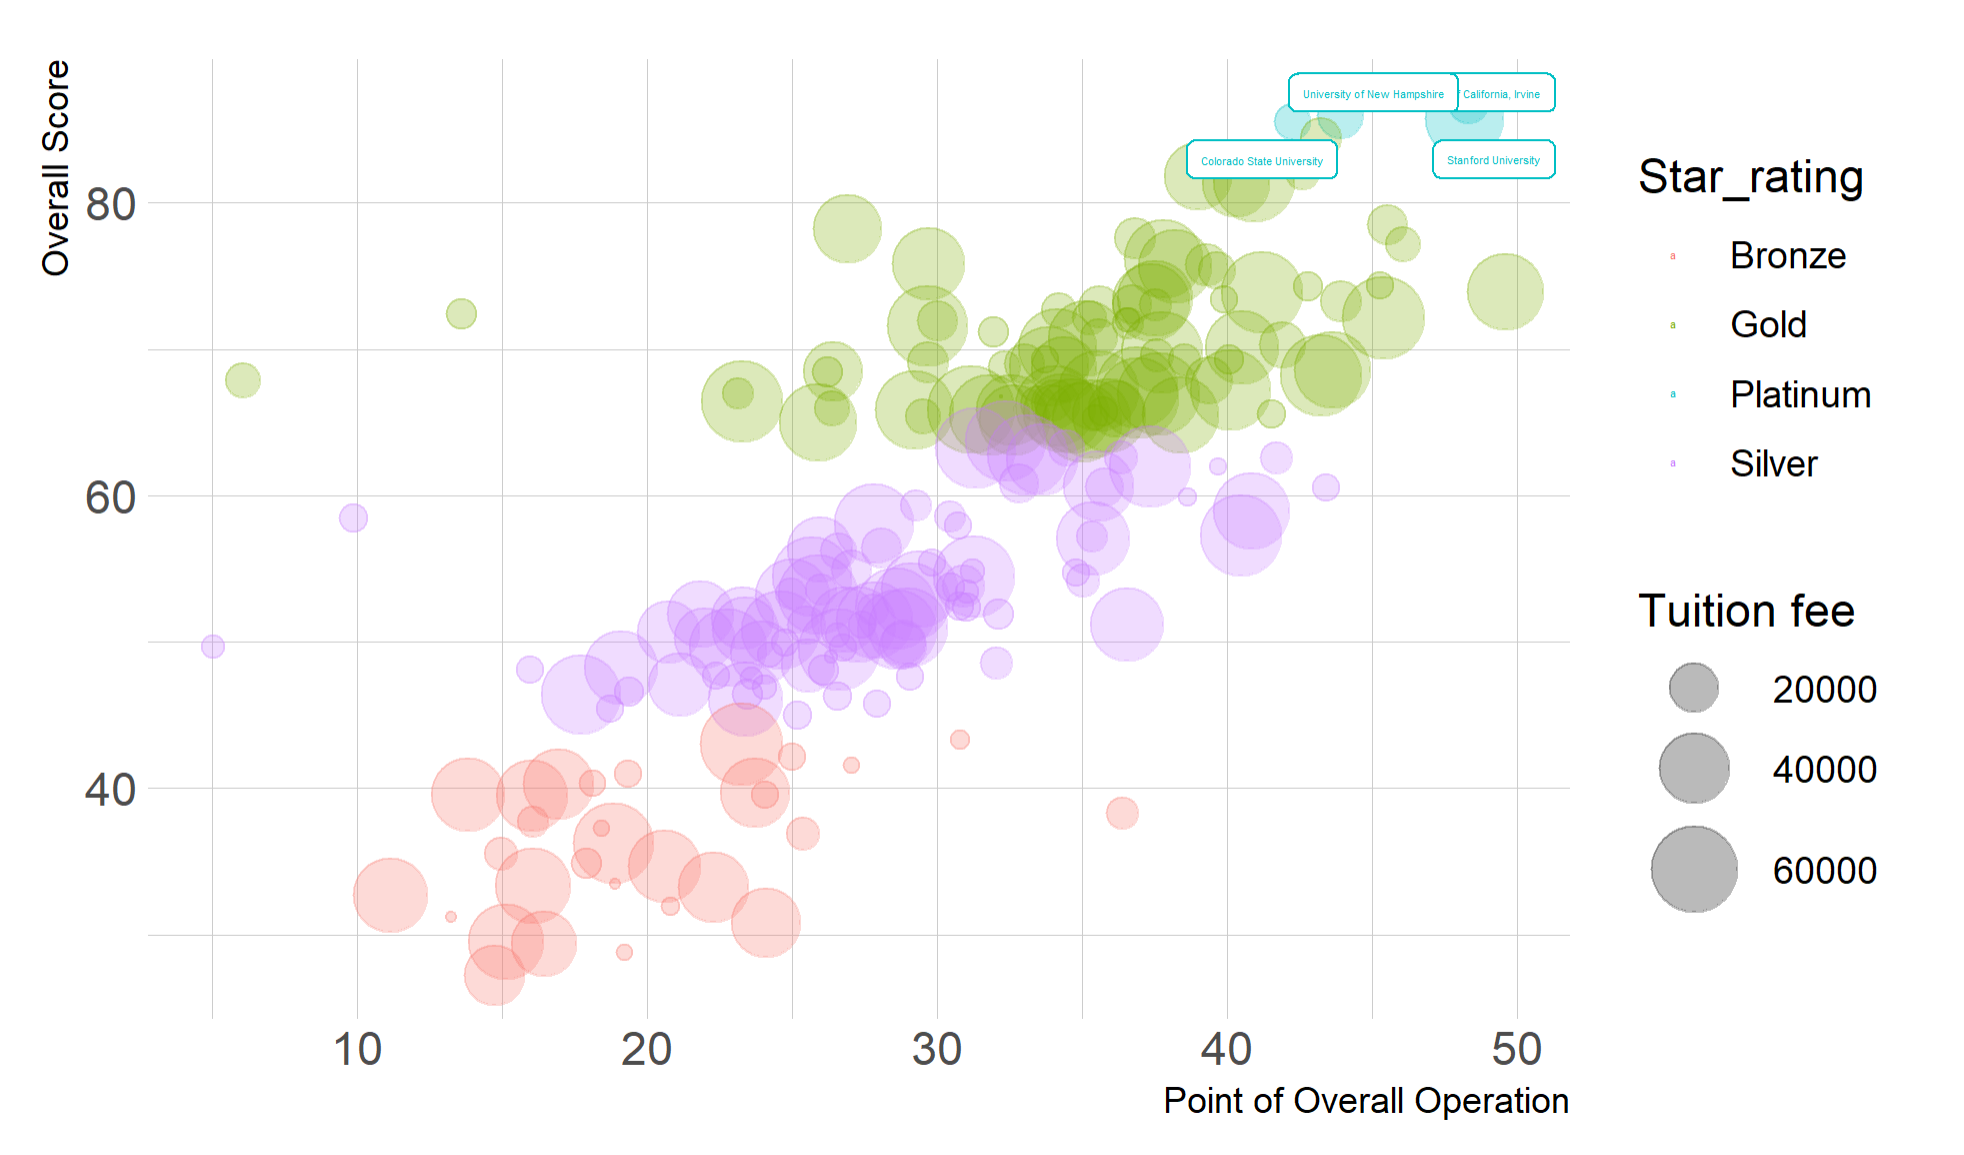 Overall Score
80
60
40
10 20 30 40 50
Point of Overall Operation
University of New Hampshire
California, Irvine
Colorado State University
Stanford University
Star_rating
a Bronze
a Gold
a Platinum
a Silver
Tuition fee
20000
40000
60000